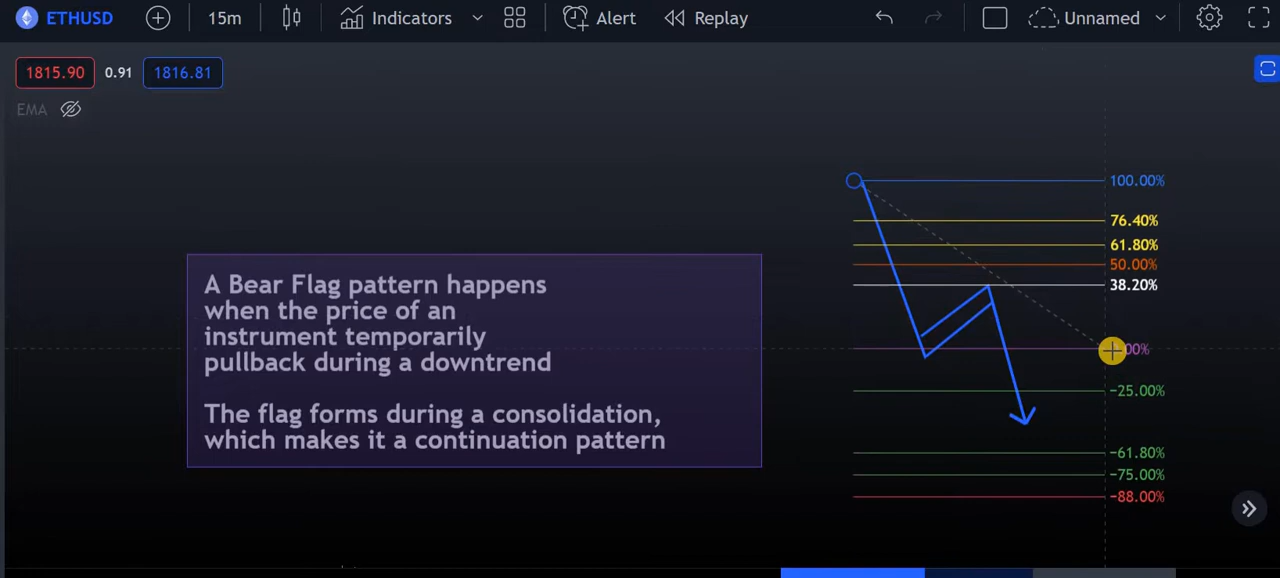 ETHUSD 15m Indicators Alert Replay Unnamed
1815.90 0.91 1816.81
EMA
100.00%
76.40%
61.80%
50.00%
38.20%
A Bear Flag pattern happens
when the price of an
instrument temporarily
pullback during a downtrend
The flag forms during a consolidation,
which makes it a continuation pattern
-25.00%
-61.80%
-75.00%
-88.00%